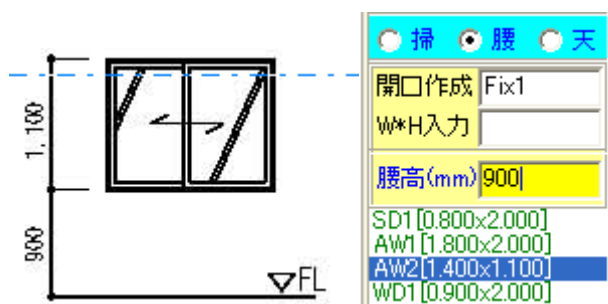 1,100
900
FL
掃 腰 天
開口作成 Fix1
W*H入力
腰高(mm) 900
SD1[0.800x2.000]
AW1[1.800x2.000]
AW2[1.400x1.100]
WD1[0.900x2.000]